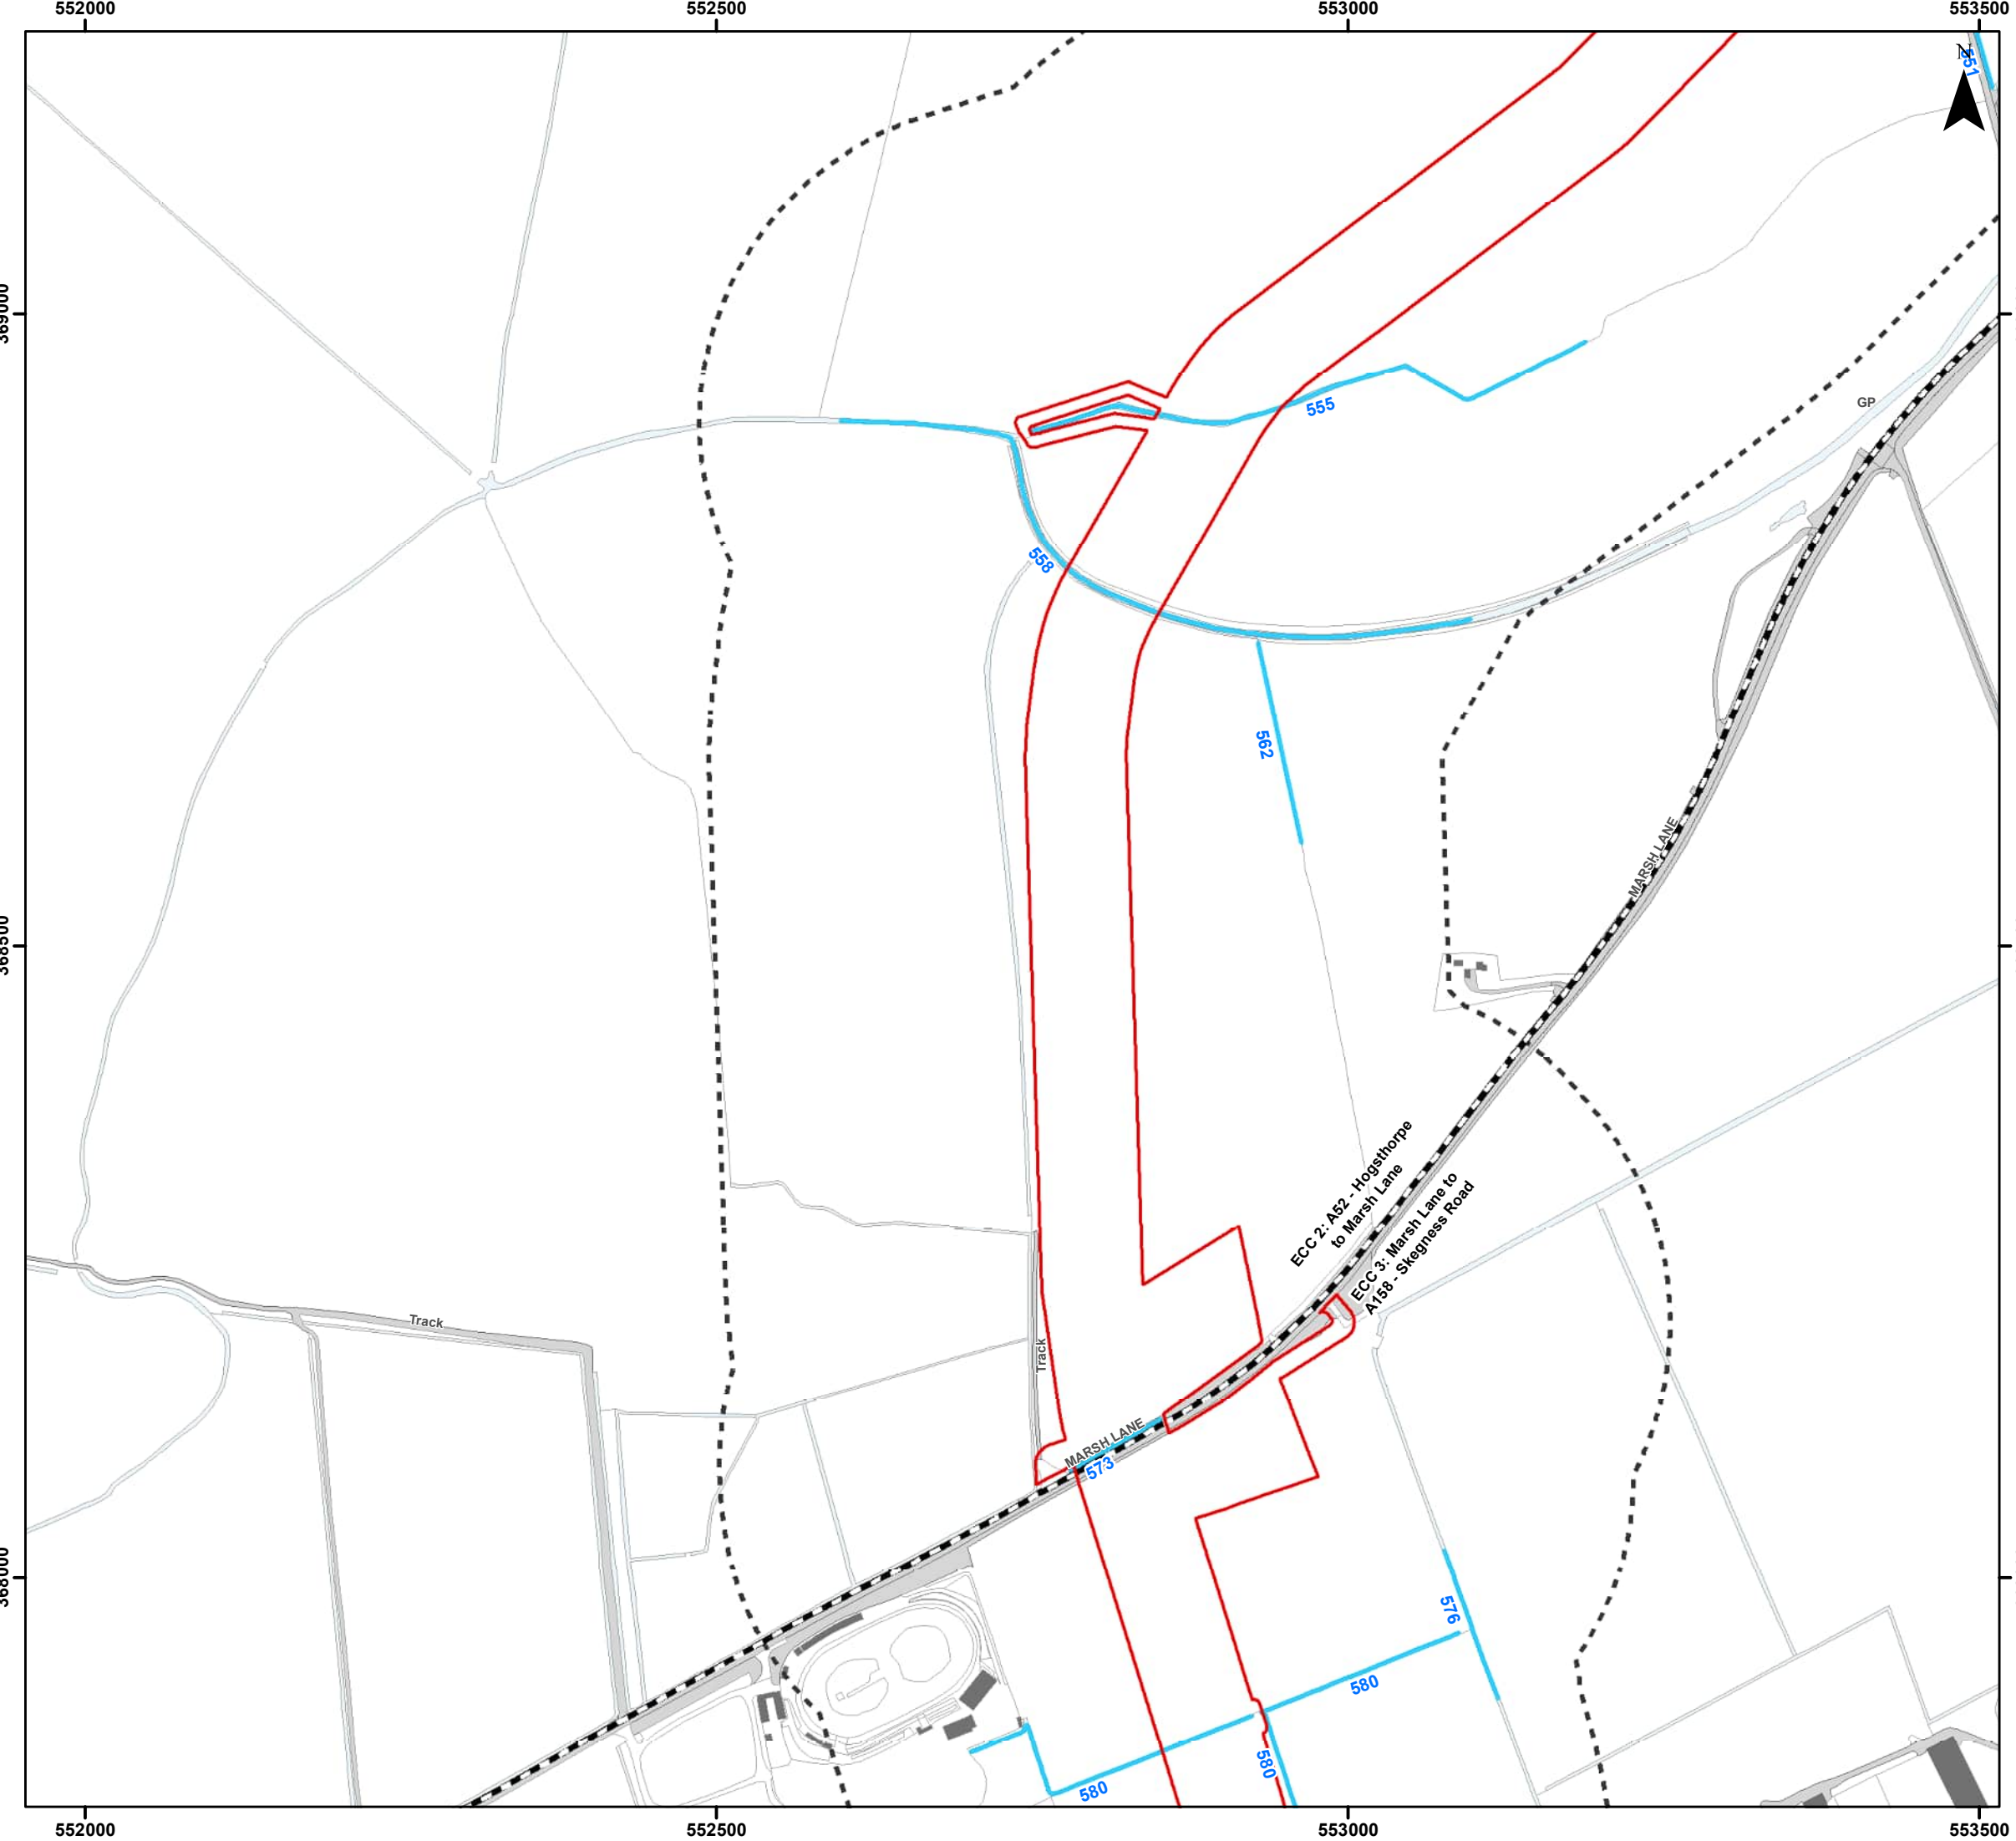 552000
552500
553000
553500
N
551
369000
GP
555
558
562
MARSH LANE
368500
ECC 2: A52 - Hogsthorpe
to Marsh Lane
ECC 3: Marsh Lane to
A158 - Skegness Road
Track
Track
MARSH LANE
573
368000
576
580
580
580
552000
552500
553000
553500